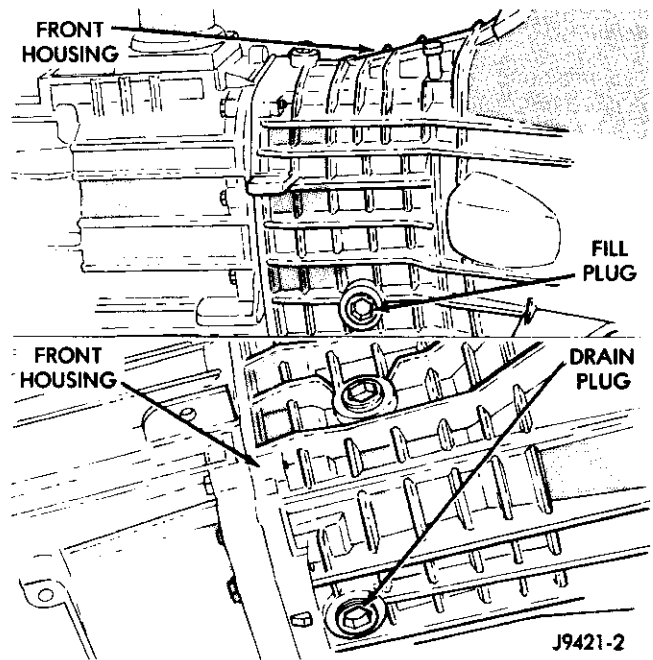 FRONT
HOUSING
FILL
PLUG
FRONT
HOUSING
DRAIN
PLUG
J9421-2